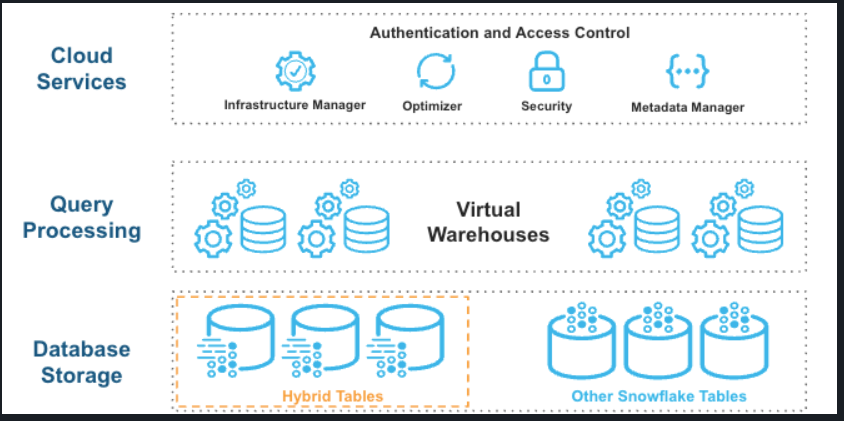 Cloud
Services
Authentication and Access Control
Infrastructure Manager
Optimizer
Security
Metadata Manager
Query
Processing
Virtual
Warehouses
Database
Storage
Hybrid Tables
Other Snowflake Tables